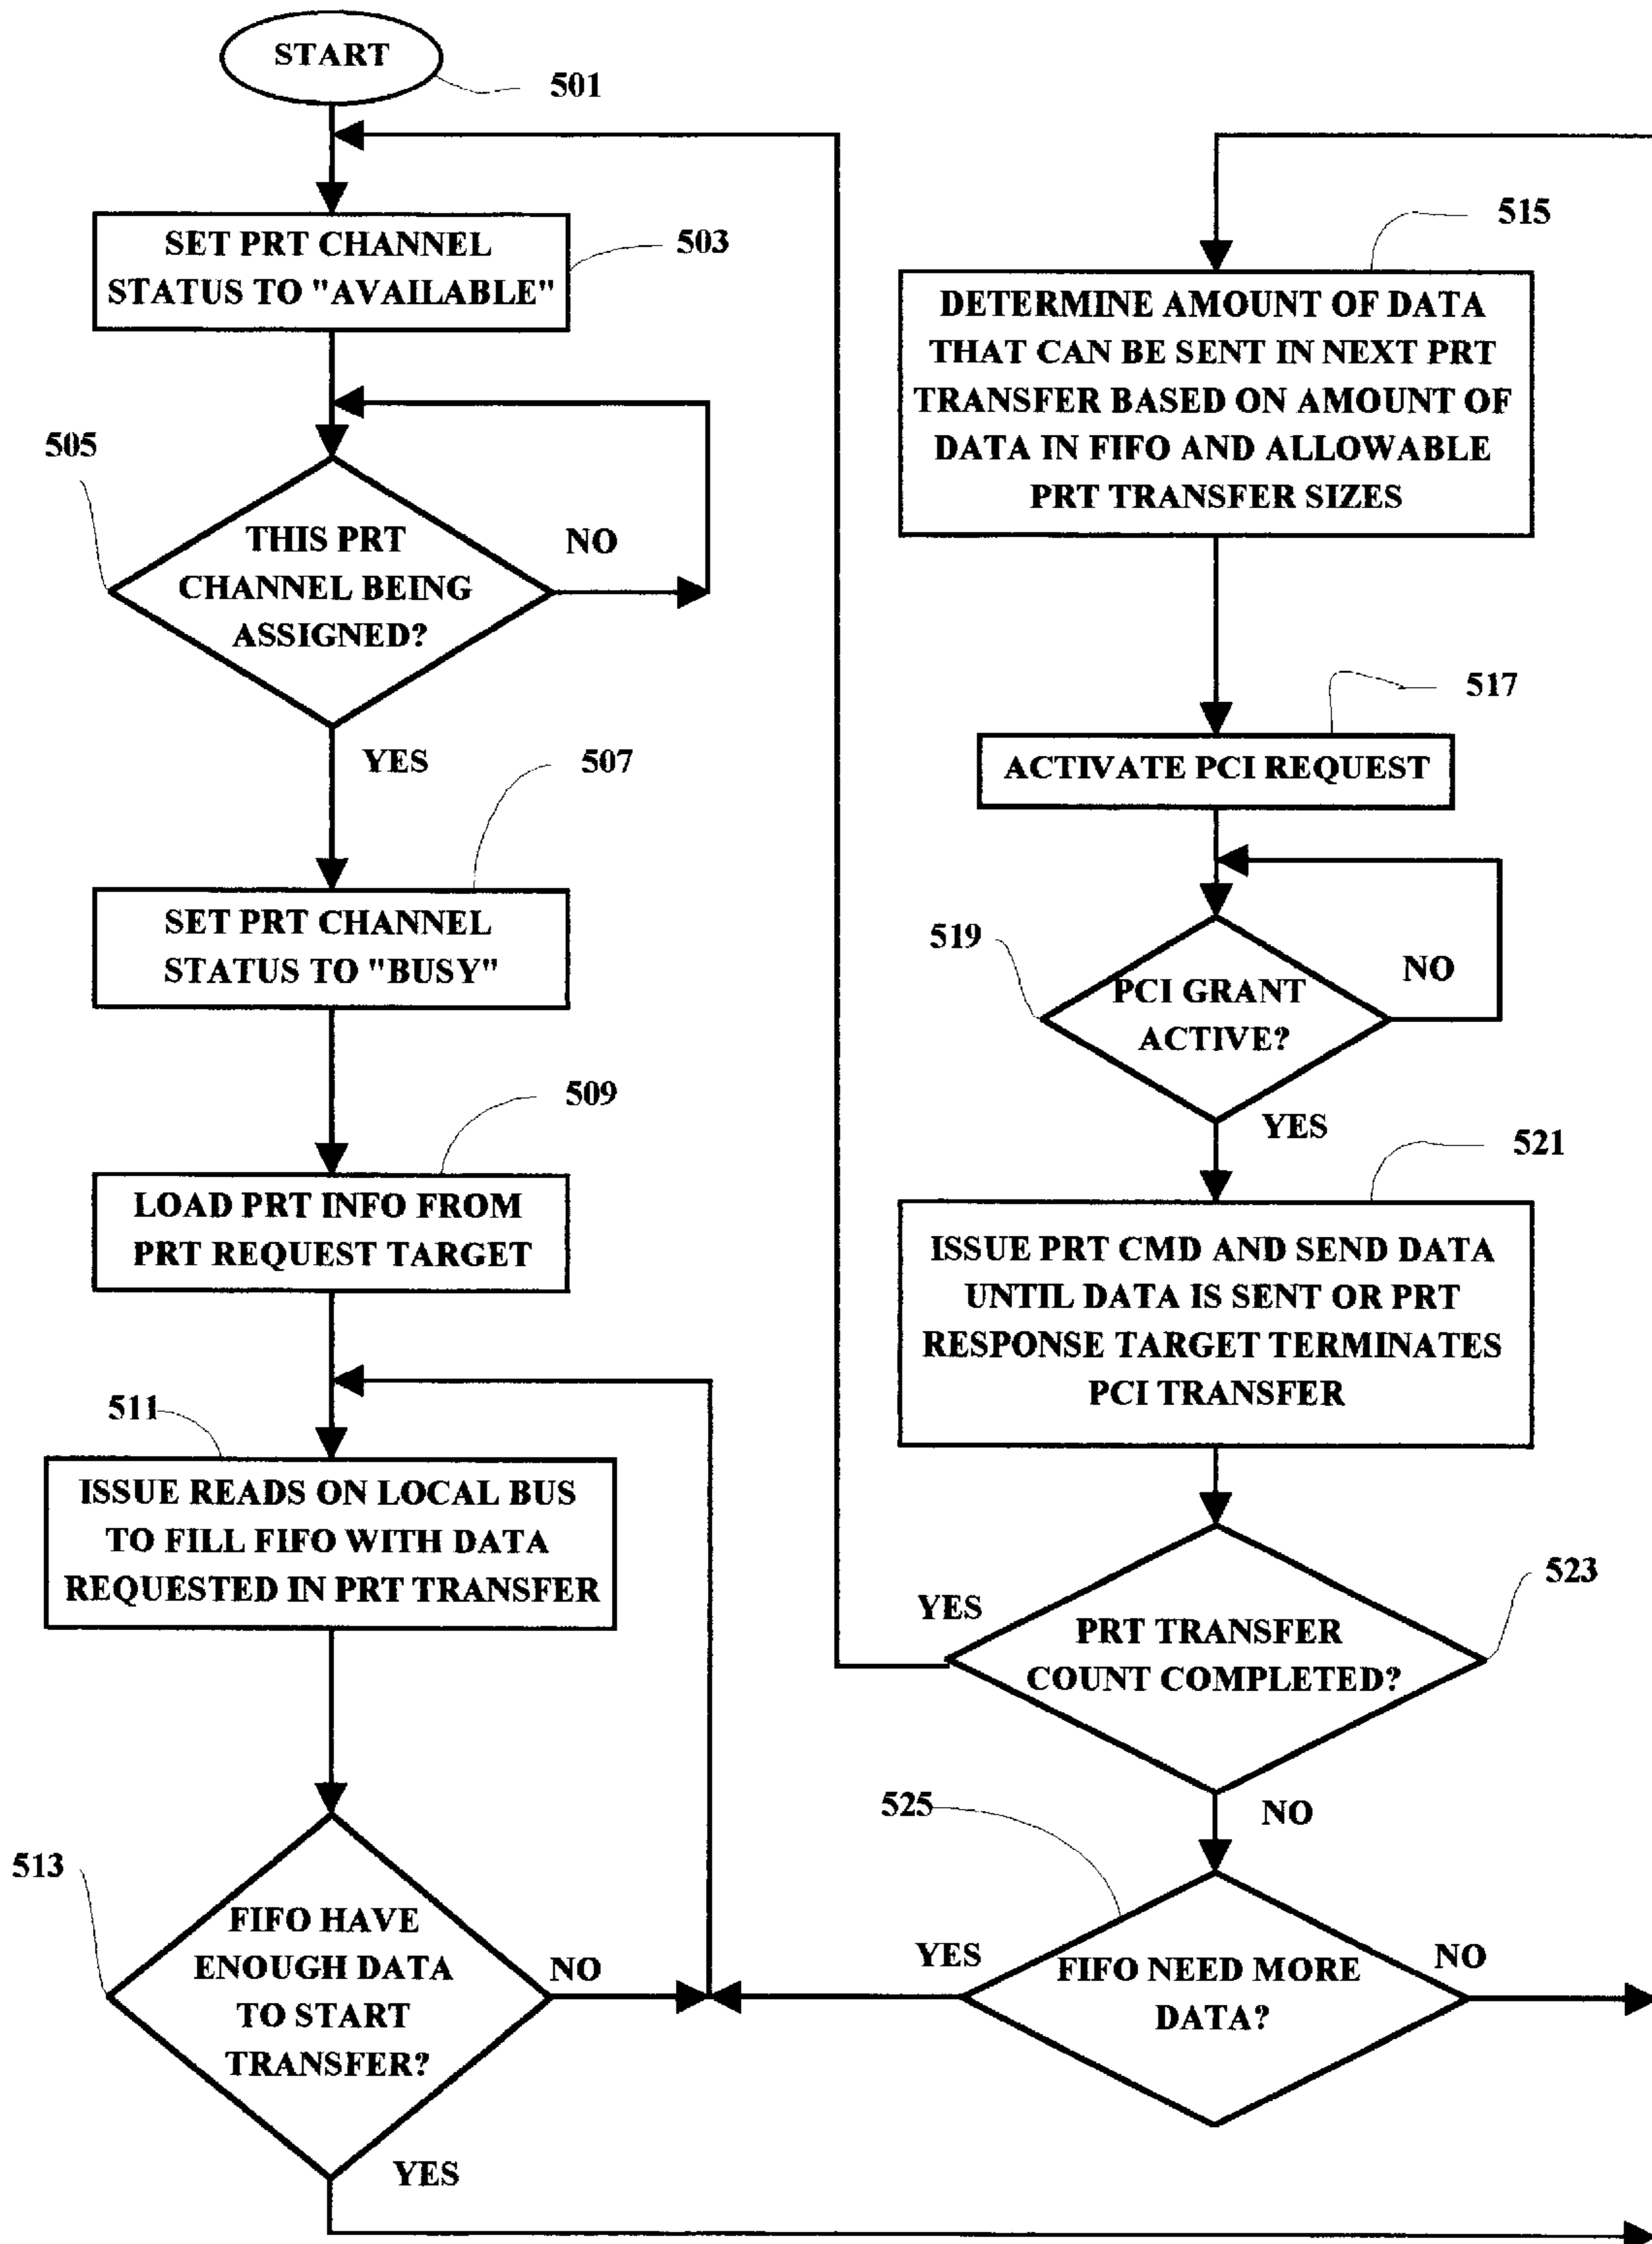 START
501
SET PRT CHANNEL
STATUS TO "AVAILABLE"
503
505
THIS PRT
CHANNEL BEING
ASSIGNED?
NO
YES
507
SET PRT CHANNEL
STATUS TO "BUSY"
509
LOAD PRT INFO FROM
PRT REQUEST TARGET
511
ISSUE READS ON LOCAL BUS
TO FILL FIFO WITH DATA
REQUESTED IN PRT TRANSFER
513
FIFO HAVE
ENOUGH DATA
TO START
TRANSFER?
NO
YES
515
DETERMINE AMOUNT OF DATA
THAT CAN BE SENT IN NEXT PRT
TRANSFER BASED ON AMOUNT OF
DATA IN FIFO AND ALLOWABLE
PRT TRANSFER SIZES
517
ACTIVATE PCI REQUEST
519
PCI GRANT
ACTIVE?
NO
YES
521
ISSUE PRT CMD AND SEND DATA
UNTIL DATA IS SENT OR PRT
RESPONSE TARGET TERMINATES
PCI TRANSFER
523
YES
PRT TRANSFER
COUNT COMPLETED?
NO
525
YES
FIFO NEED MORE
DATA?
NO